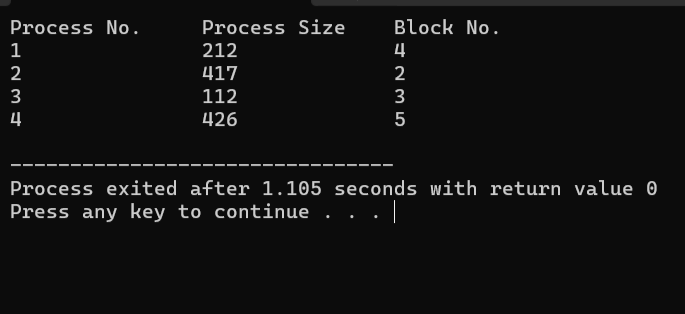 Process No.     Process Size    Block No.
1               212             4
2               417             2
3               112             3
4               426             5
--------------------------------
Process exited after 1.105 seconds with return value 0
Press any key to continue . . .